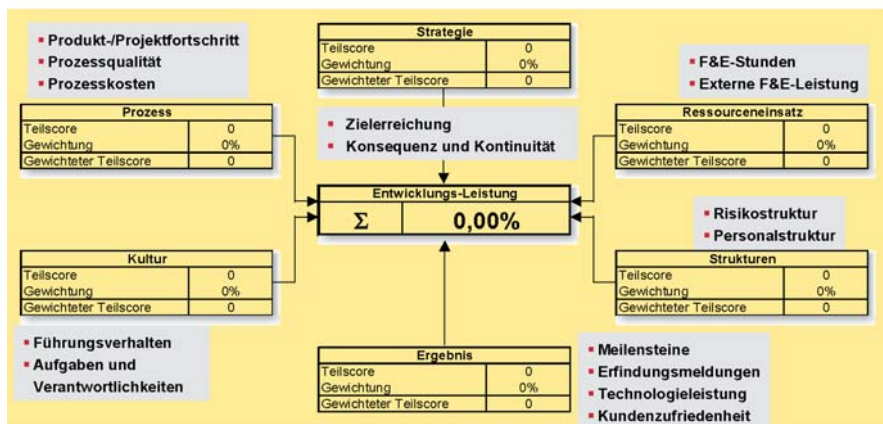 Produkt-/Projektfortschritt
Prozessqualität
Prozesskosten
Strategie
Teilscore 0
Gewichtung 0%
Gewichteter Teilscore 0
F&E-Stunden
Externe F&E-Leistung
Prozess
Teilscore 0
Gewichtung 0%
Gewichteter Teilscore 0
Zielerreichung
Konsequenz und Kontinuität
Ressourceneinsatz
Teilscore 0
Gewichtung 0%
Gewichteter Teilscore 0
Entwicklungs-Leistung
Σ 0,00%
Risikostruktur
Personalstruktur
Kultur
Teilscore 0
Gewichtung 0%
Gewichteter Teilscore 0
Strukturen
Teilscore 0
Gewichtung 0%
Gewichteter Teilscore 0
Führungsverhalten
Aufgaben und
Verantwortlichkeiten
Ergebnis
Teilscore 0
Gewichtung 0%
Gewichteter Teilscore 0
Meilensteine
Erfindungsmeldungen
Technologieleistung
Kundenzufriedenheit